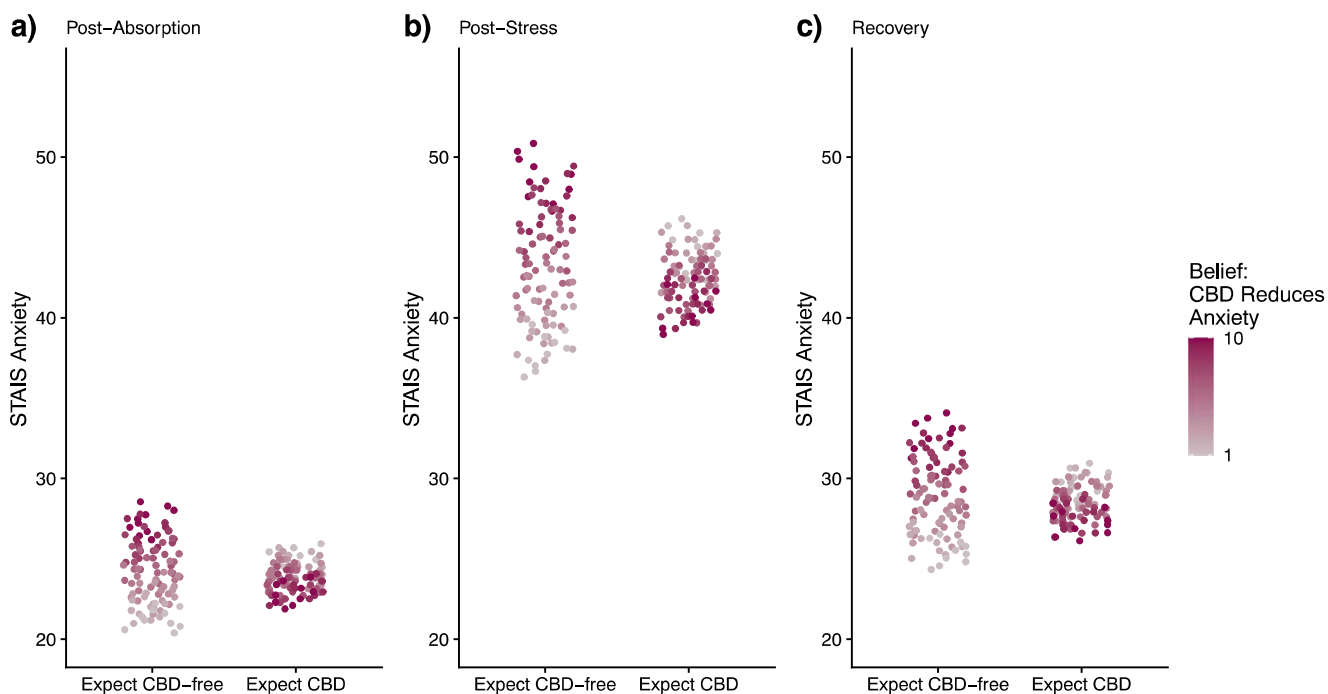 a) Post−Absorption
50
40
30
20
STAIS Anxiety
Expect CBD−free Expect CBD
b) Post−Stress
50
40
30
20
STAIS Anxiety
Expect CBD−free Expect CBD
c) Recovery
50
40
30
20
STAIS Anxiety
Expect CBD−free Expect CBD
Belief:
CBD Reduces
Anxiety
10
1